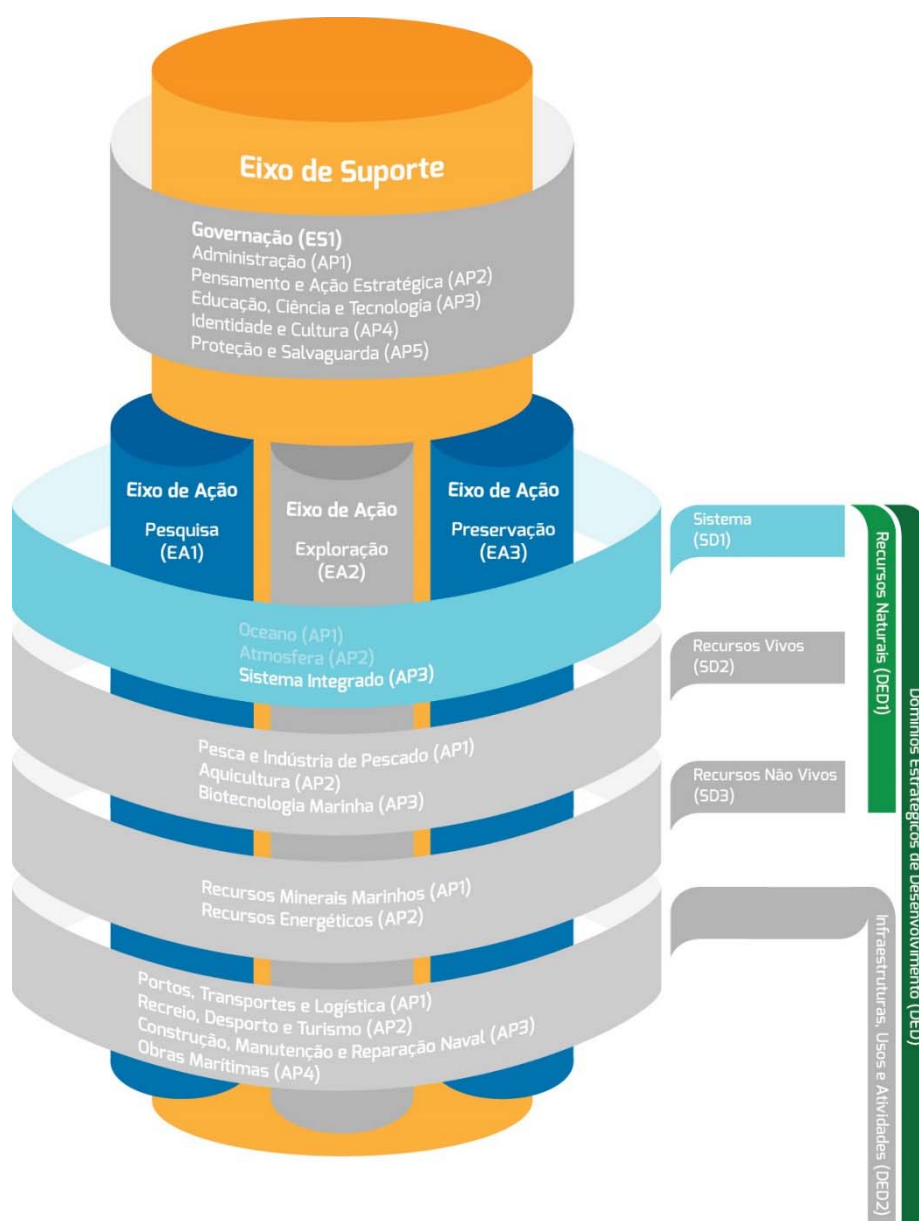 Eixo de Suporte
Governação (ES1)
Administração (AP1)
Pensamento e Ação Estratégica (AP2)
Educação, Ciência e Tecnologia (AP3)
Identidade e Cultura (AP4)
Proteção e Salvaguarda (AP5)
Eixo de Ação
Pesquisa
(EA1)
Eixo de Ação
Exploração
(EA2)
Eixo de Ação
Preservação
(EA3)
Oceano (AP1)
Atmosfera (AP2)
Sistema Integrado (AP3)
Pesca e Indústria de Pescado (AP1)
Aquicultura (AP2)
Biotecnologia Marinha (AP3)
Recursos Minerais Marinhos (AP1)
Recursos Energéticos (AP2)
Portos, Transportes e Logística (AP1)
Recreio, Desporto e Turismo (AP2)
Construção, Manutenção e Reparação Naval (AP3)
Obras Marítimas (AP4)
Sistema
(SD1)
Recursos Vivos
(SD2)
Recursos Não Vivos
(SD3)
Recursos Naturais (DED1)
Infraestruturas, Usos e Atividades (DED2)
Domínios Estratégicos de Desenvolvimento (DED)